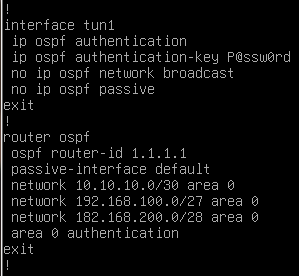 !
interface tun1
 ip ospf authentication
 ip ospf authentication-key P@ssw0rd
 no ip ospf network broadcast
 no ip ospf passive
exit
!
router ospf
 ospf router-id 1.1.1.1
 passive-interface default
 network 10.10.10.0/30 area 0
 network 192.168.100.0/27 area 0
 network 182.168.200.0/28 area 0
 area 0 authentication
exit
!